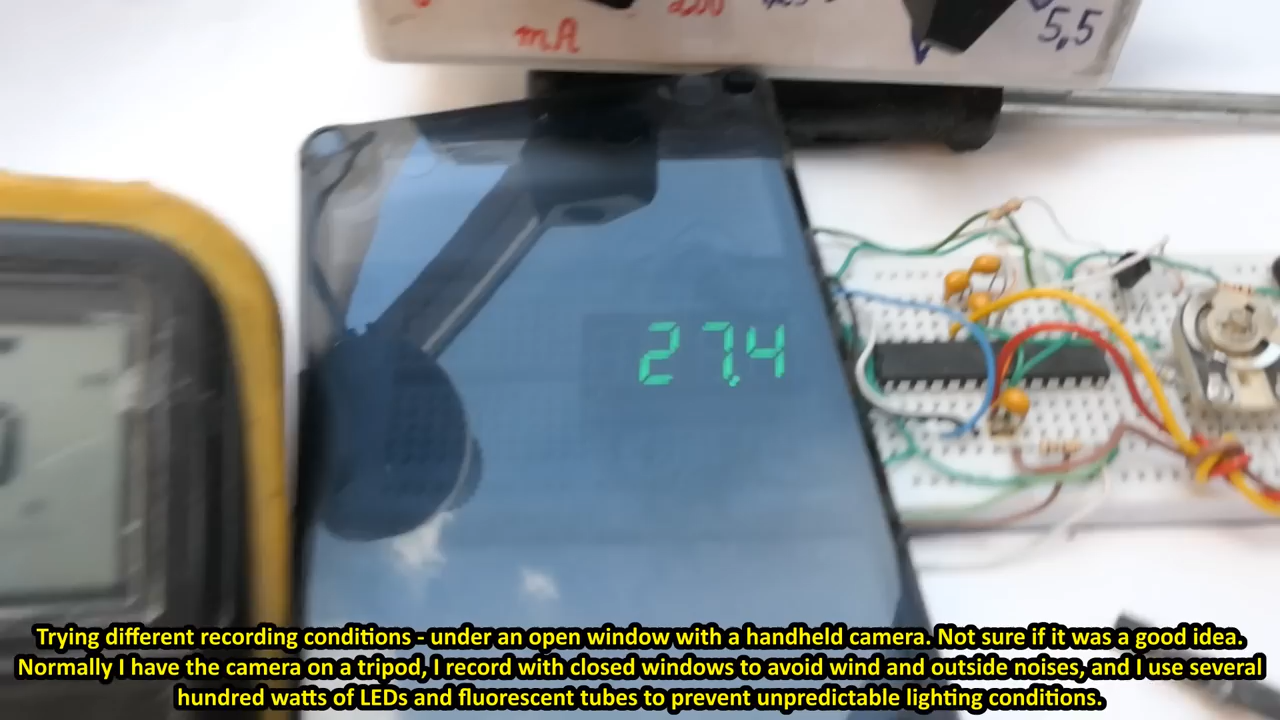 mA
5,5
27.4
Trying different recording conditions - under an open window with a handheld camera. Not sure if it was a good idea.
Normally I have the camera on a tripod, I record with closed windows to avoid wind and outside noises, and I use several
hundred watts of LEDs and fluorescent tubes to prevent unpredictable lighting conditions.